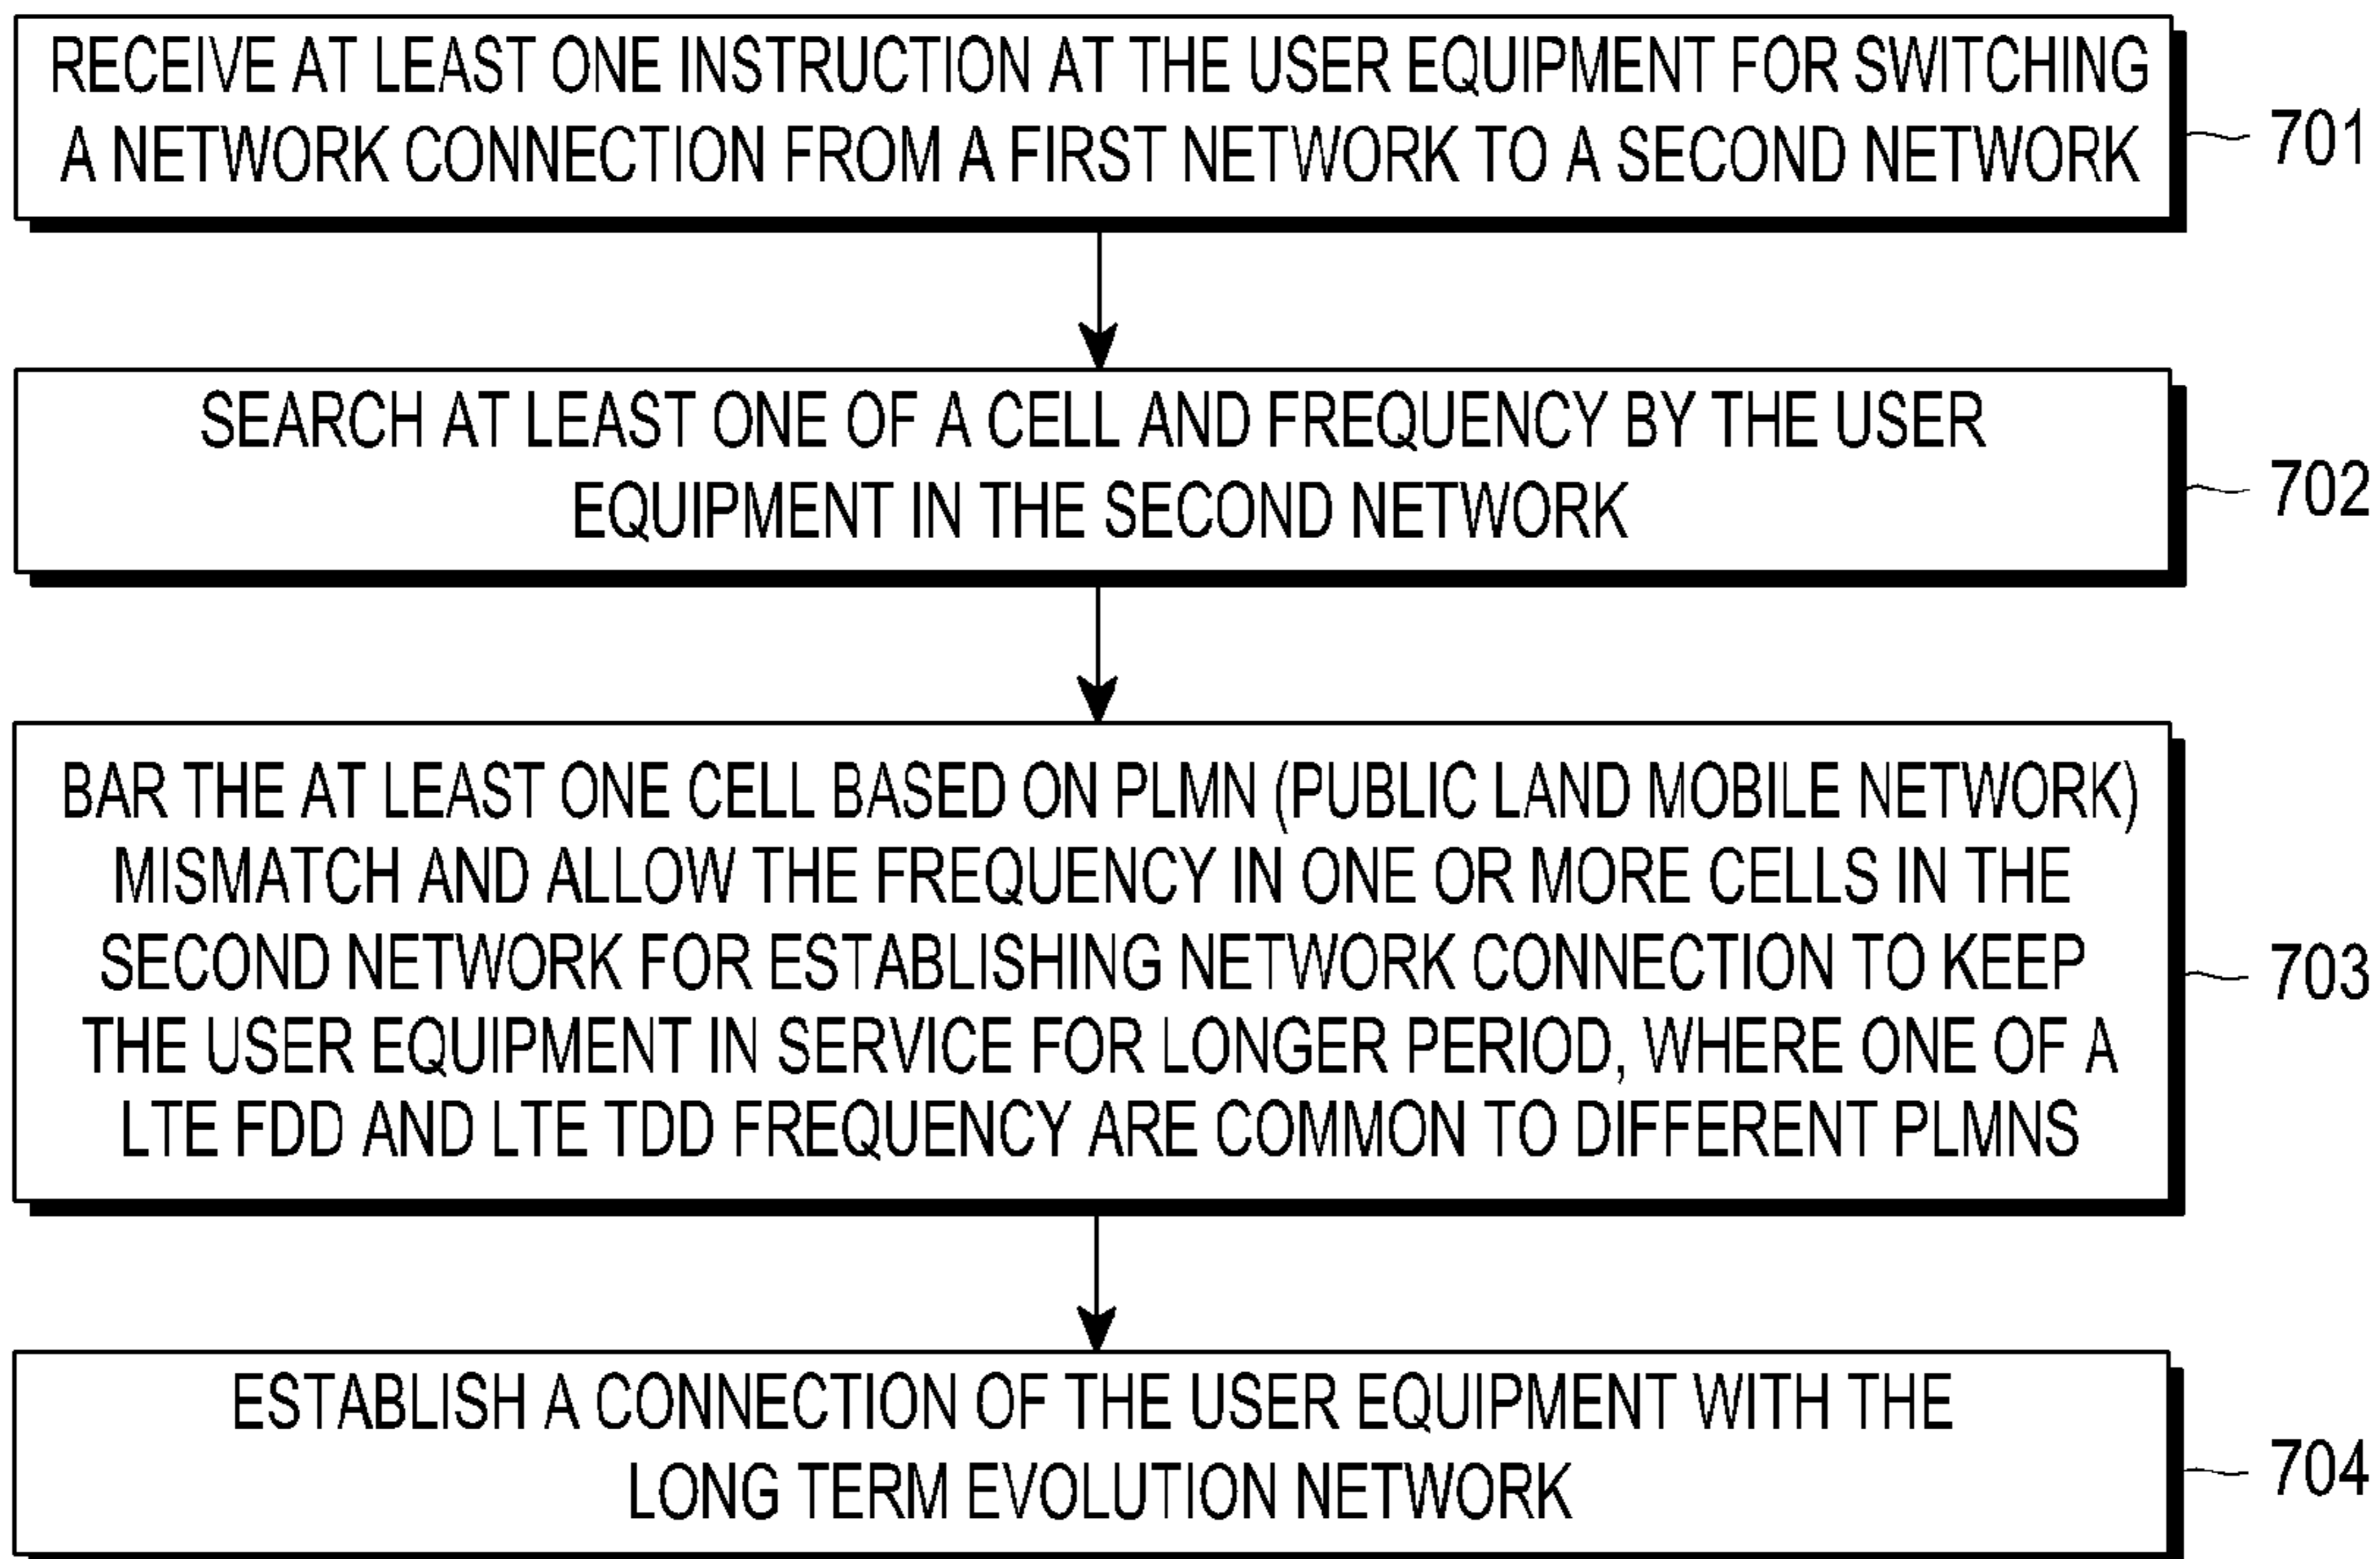 RECEIVE AT LEAST ONE INSTRUCTION AT THE USER EQUIPMENT FOR SWITCHING
A NETWORK CONNECTION FROM A FIRST NETWORK TO A SECOND NETWORK
701
SEARCH AT LEAST ONE OF A CELL AND FREQUENCY BY THE USER
EQUIPMENT IN THE SECOND NETWORK
702
BAR THE AT LEAST ONE CELL BASED ON PLMN (PUBLIC LAND MOBILE NETWORK)
MISMATCH AND ALLOW THE FREQUENCY IN ONE OR MORE CELLS IN THE
SECOND NETWORK FOR ESTABLISHING NETWORK CONNECTION TO KEEP
THE USER EQUIPMENT IN SERVICE FOR LONGER PERIOD, WHERE ONE OF A
LTE FDD AND LTE TDD FREQUENCY ARE COMMON TO DIFFERENT PLMNS
703
ESTABLISH A CONNECTION OF THE USER EQUIPMENT WITH THE
LONG TERM EVOLUTION NETWORK
704